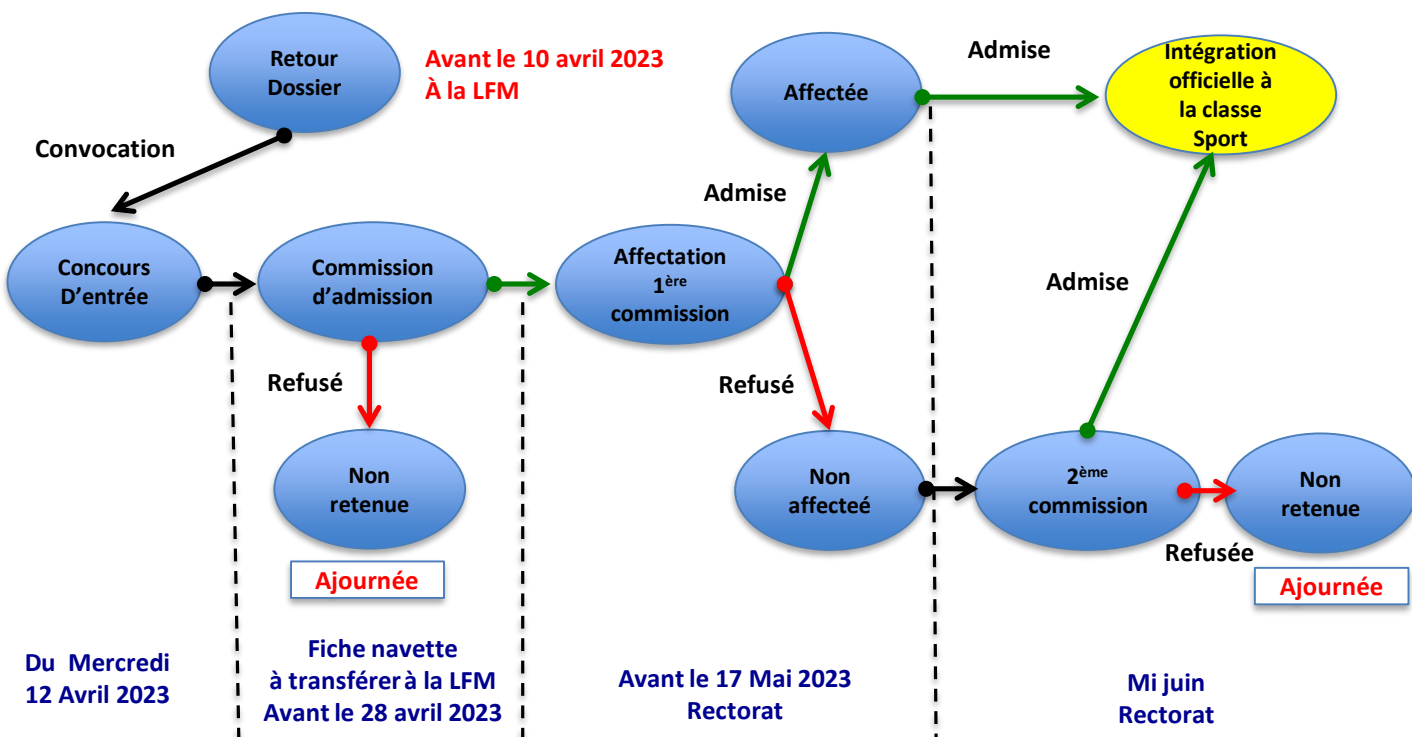 Retour
Dossier
Avant le 10 avril 2023
À la LFM
Convocation
Concours
D’entrée
Commission
d’admission
Refusé
Non
retenue
Ajournée
Affectation
1ère
commission
Admise
Affectée
Admise
Intégration
officielle à
la classe
Sport
Refusé
Non
affecteé
2ème
commission
Admise
Refusée
Non
retenue
Ajournée
Du Mercredi
12 Avril 2023
Fiche navette
à transférer à la LFM
Avant le 28 avril 2023
Avant le 17 Mai 2023
Rectorat
Mi juin
Rectorat